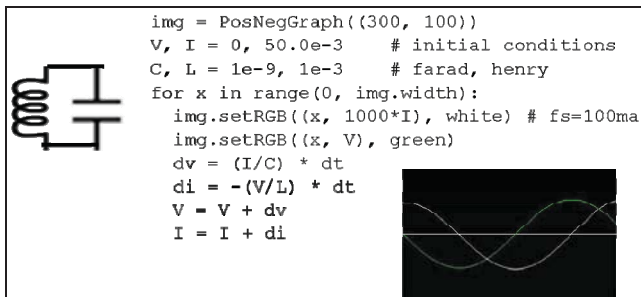 img = PosNegGraph((300, 100))
V, I = 0, 50.0e-3     # initial conditions
C, L = 1e-9, 1e-3     # farad, henry
for x in range(0, img.width):
  img.setRGB((x, 1000*I), white) # fs=100ma
  img.setRGB((x, V), green)
  dv = (I/C) * dt
  di = -(V/L) * dt
  V = V + dv
  I = I + di